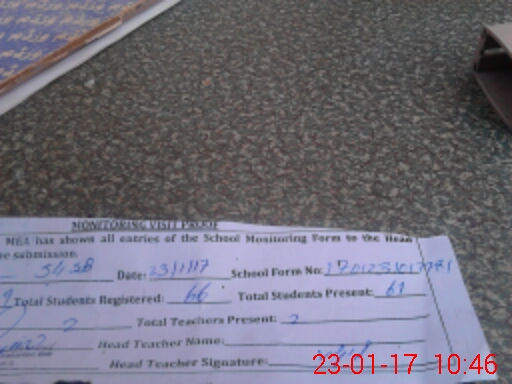 MONITORING VISIT PROOF
MEA has shown all entries of the School Monitoring Form to the Head
submission.
Date: 23/1/17 School Form No:
Total Students Registered: 66 Total Students Present: 61
2 Total Teachers Present: 2
Head Teacher Name:
Head Teacher Signature:
23-01-17 10:46